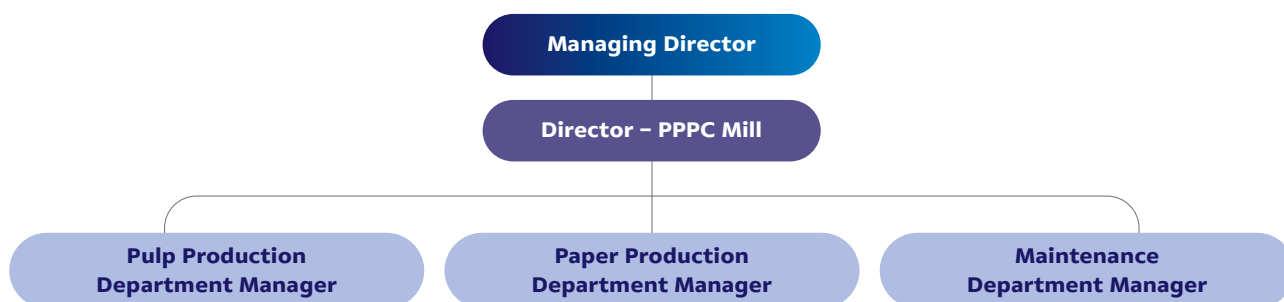 Managing Director
Director – PPPC Mill
Pulp Production
Department Manager
Paper Production
Department Manager
Maintenance
Department Manager